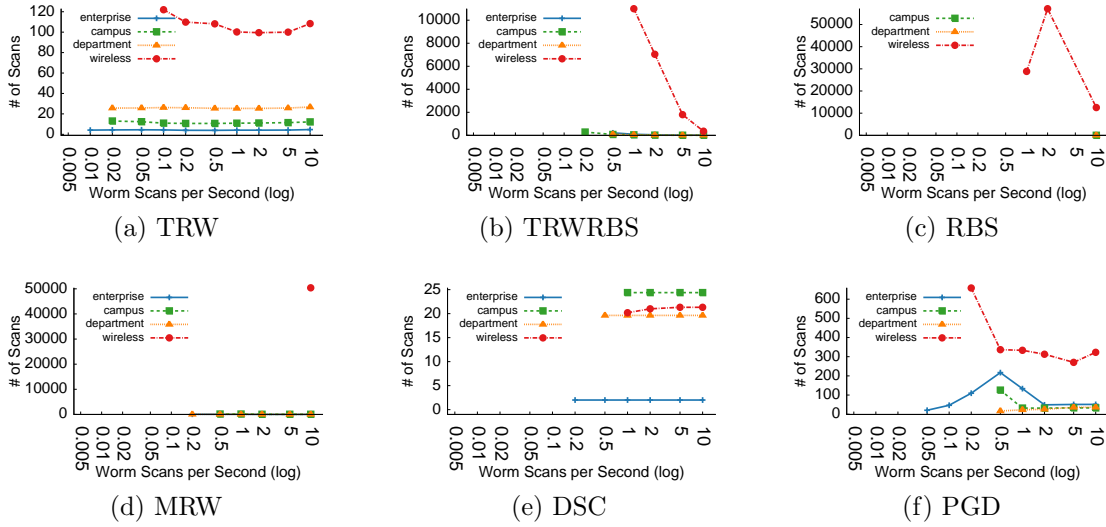 120
100
80
60
40
20
0
# of Scans
enterprise
campus
department
wireless
0.005
0.01
0.02
0.05
0.1
0.2
0.5
1
2
5
10
Worm Scans per Second (log)
(a) TRW
10000
8000
6000
4000
2000
0
# of Scans
enterprise
campus
department
wireless
0.005
0.01
0.02
0.05
0.1
0.2
0.5
1
2
5
10
Worm Scans per Second (log)
(b) TRWRBS
50000
40000
30000
20000
10000
0
# of Scans
campus
department
wireless
0.005
0.01
0.02
0.05
0.1
0.2
0.5
1
2
5
10
Worm Scans per Second (log)
(c) RBS
50000
40000
30000
20000
10000
0
# of Scans
enterprise
campus
department
wireless
0.005
0.01
0.02
0.05
0.1
0.2
0.5
1
2
5
10
Worm Scans per Second (log)
(d) MRW
25
20
15
10
5
0
# of Scans
enterprise
campus
department
wireless
0.005
0.01
0.02
0.05
0.1
0.2
0.5
1
2
5
10
Worm Scans per Second (log)
(e) DSC
600
500
400
300
200
100
0
# of Scans
enterprise
campus
department
wireless
0.005
0.01
0.02
0.05
0.1
0.2
0.5
1
2
5
10
Worm Scans per Second (log)
(f) PGD